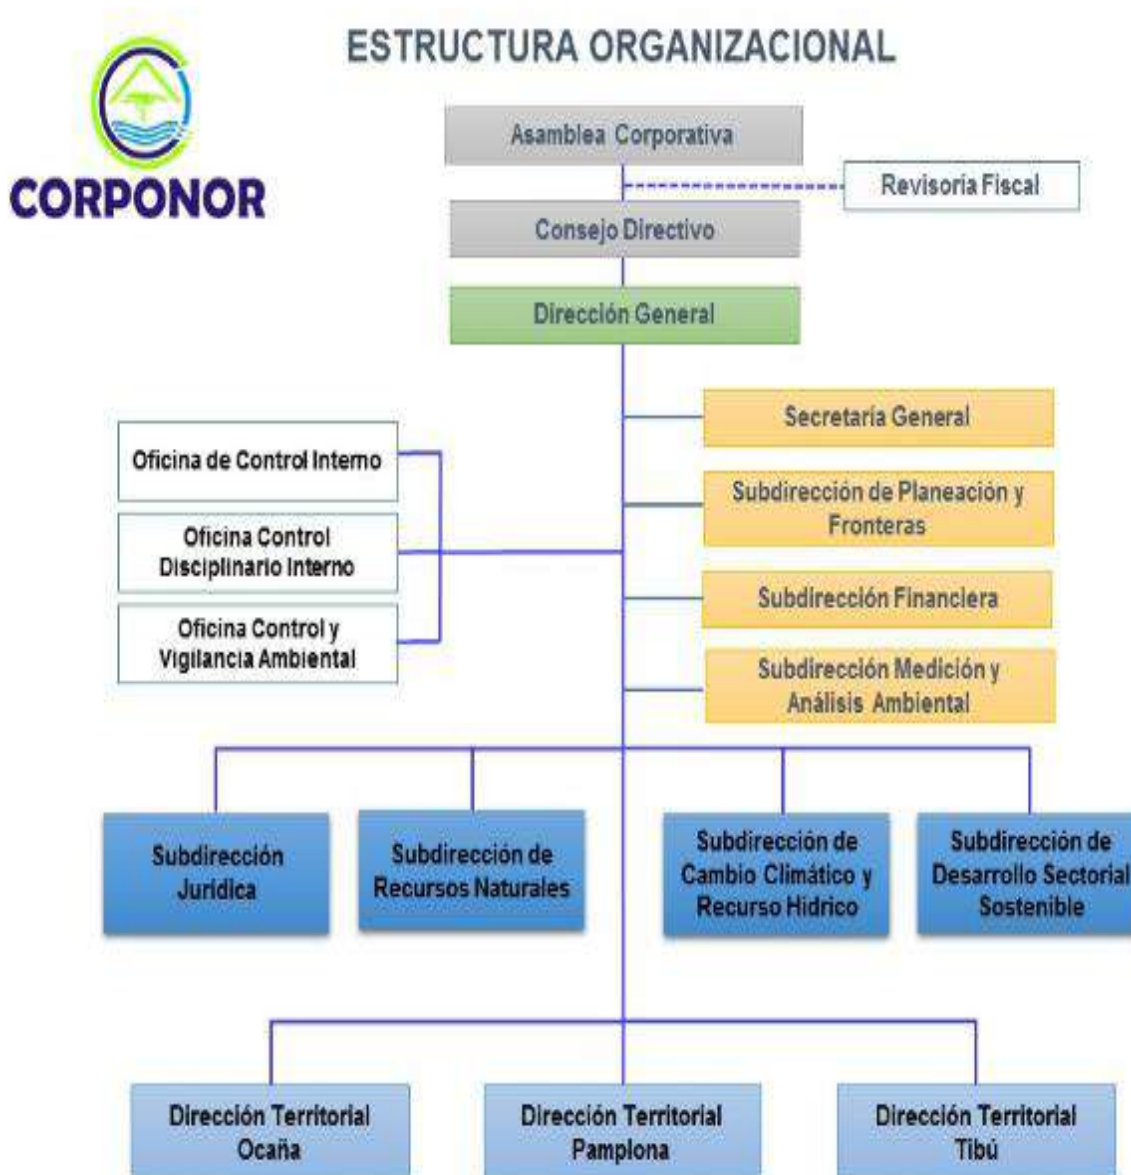 ESTRUCTURA ORGANIZACIONAL
CORPONOR
Asamblea Corporativa
Revisoría Fiscal
Consejo Directivo
Dirección General
Secretaría General
Oficina de Control Interno
Subdirección de Planeación y
Fronteras
Oficina Control
Disciplinario Interno
Subdirección Financiera
Oficina Control y
Vigilancia Ambiental
Subdirección Medición y
Análisis Ambiental
Subdirección
Jurídica
Subdirección de
Recursos Naturales
Subdirección de
Cambio Climático y
Recurso Hídrico
Subdirección de
Desarrollo Sectorial
Sostenible
Dirección Territorial
Ocaña
Dirección Territorial
Pamplona
Dirección Territorial
Tibú